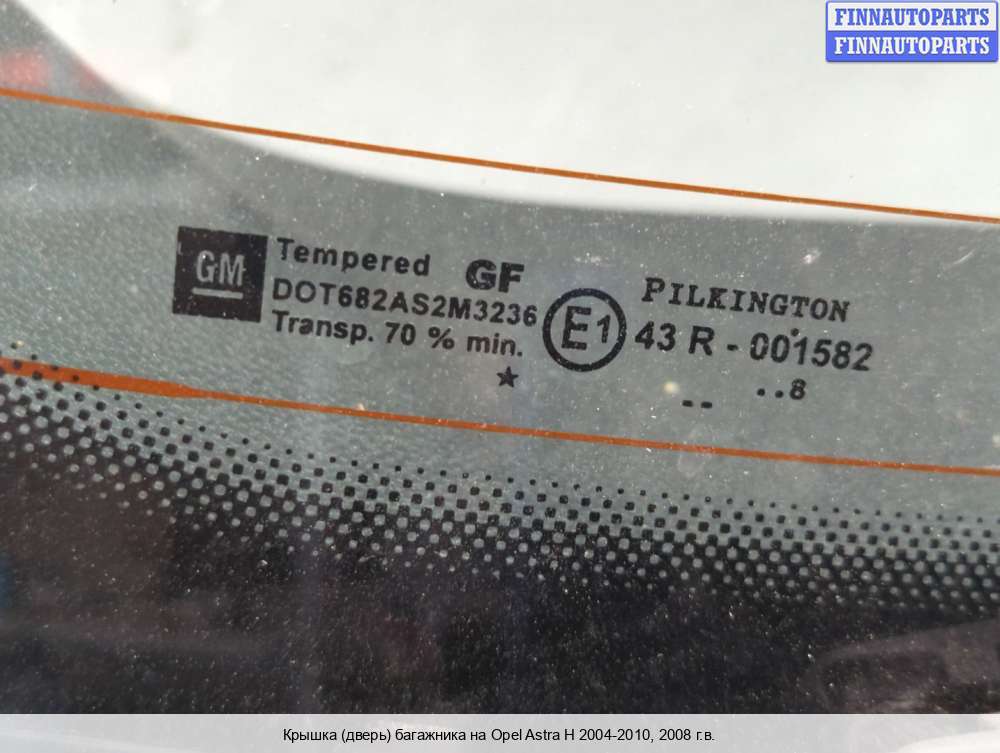 FINNAUTOPARTS
FINNAUTOPARTS
GM
Tempered GF
DOT682AS2M3236
Transp. 70 % min.
E1
PILKINGTON
43 R - 001582
..8
--
Крышка (дверь) багажника на Opel Astra H 2004-2010, 2008 г.в.